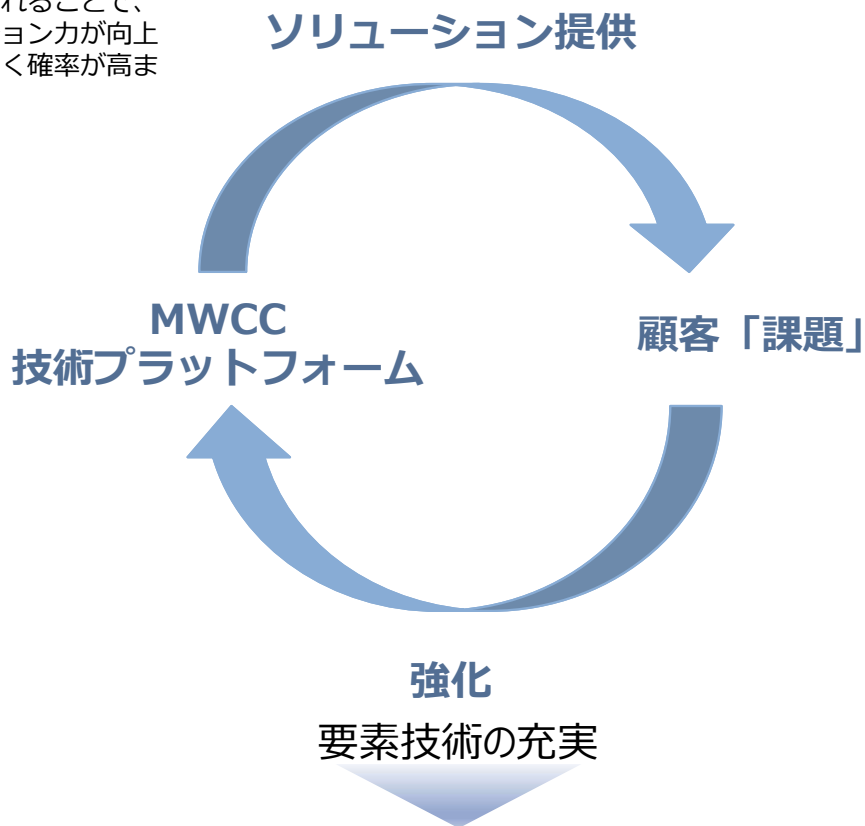 れることで、
ョン力が向上
く確率が高ま
ソリューション提供
MWCC
技術プラットフォーム
顧客「課題」
強化
要素技術の充実